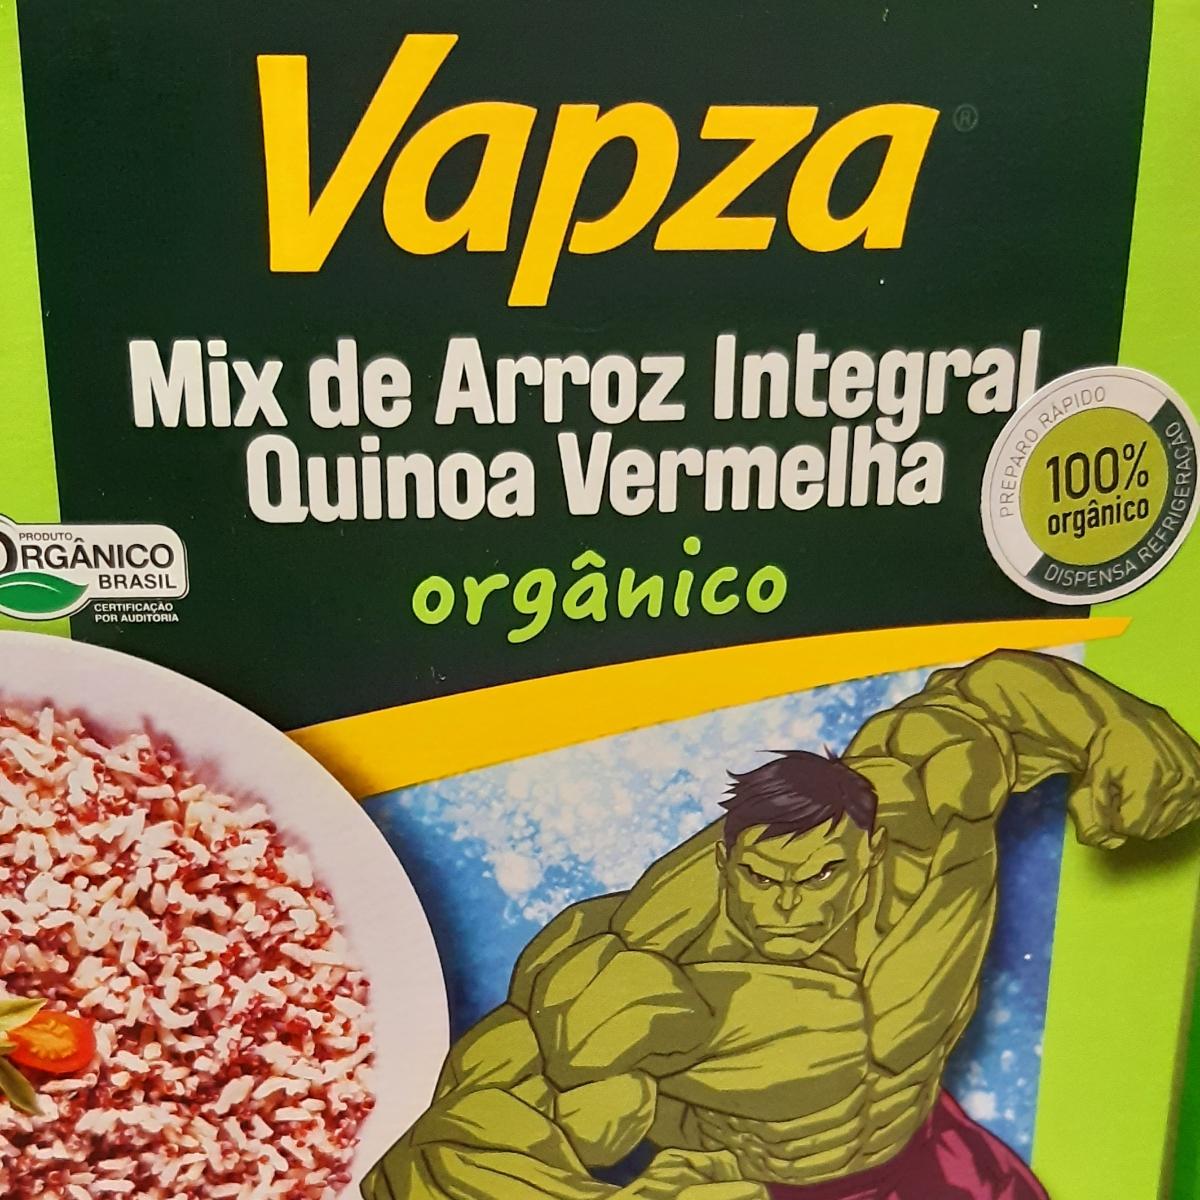 Vapza®
Mix de Arroz Integral
Quinoa Vermelha
orgânico
PREPARO RÁPIDO
100%
orgânico
DISPENSA REFRIGERAÇÃO
PRODUTO
ORGÂNICO
BRASIL
CERTIFICAÇÃO
POR AUDITORIA